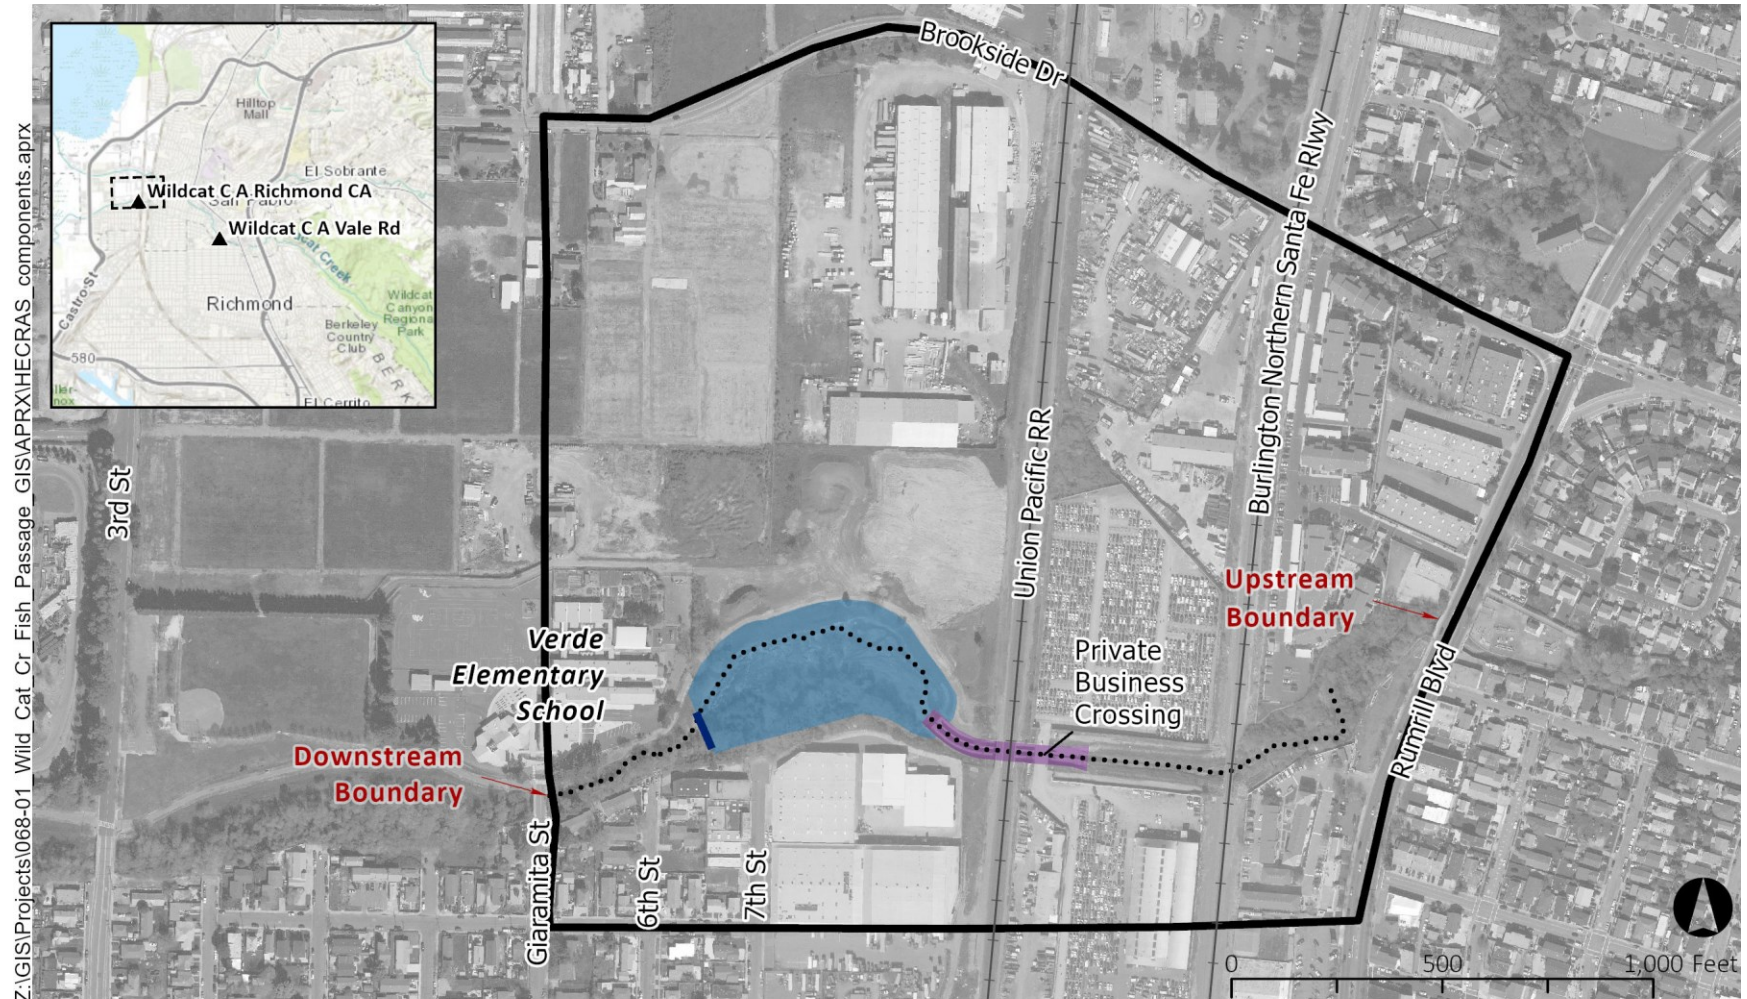 Z:\GIS\Projects\068-01_Wild_Cat_Cr_Fish_Passage_GIS\APRX\HECRAS_components.aprx
Hilltop
Mall
El Sobrante
Wildcat C A Richmond CA
San Pablo
Wildcat C A Vale Rd
Creek
Castro St
Richmond
Wildcat
Canyon
Regiona
Park
Berkeley
Country
Club
BERK
580
El Cerrito
Brookside Dr
Burlington Northern Santa Fe Rlwy
Union Pacific RR
3rd St
Upstream
Boundary
Verde
Elementary
School
Private
Business
Crossing
Rumrill Blvd
Downstream
Boundary
Giaramita St
6th St
7th St
0 500 1,000 Feet